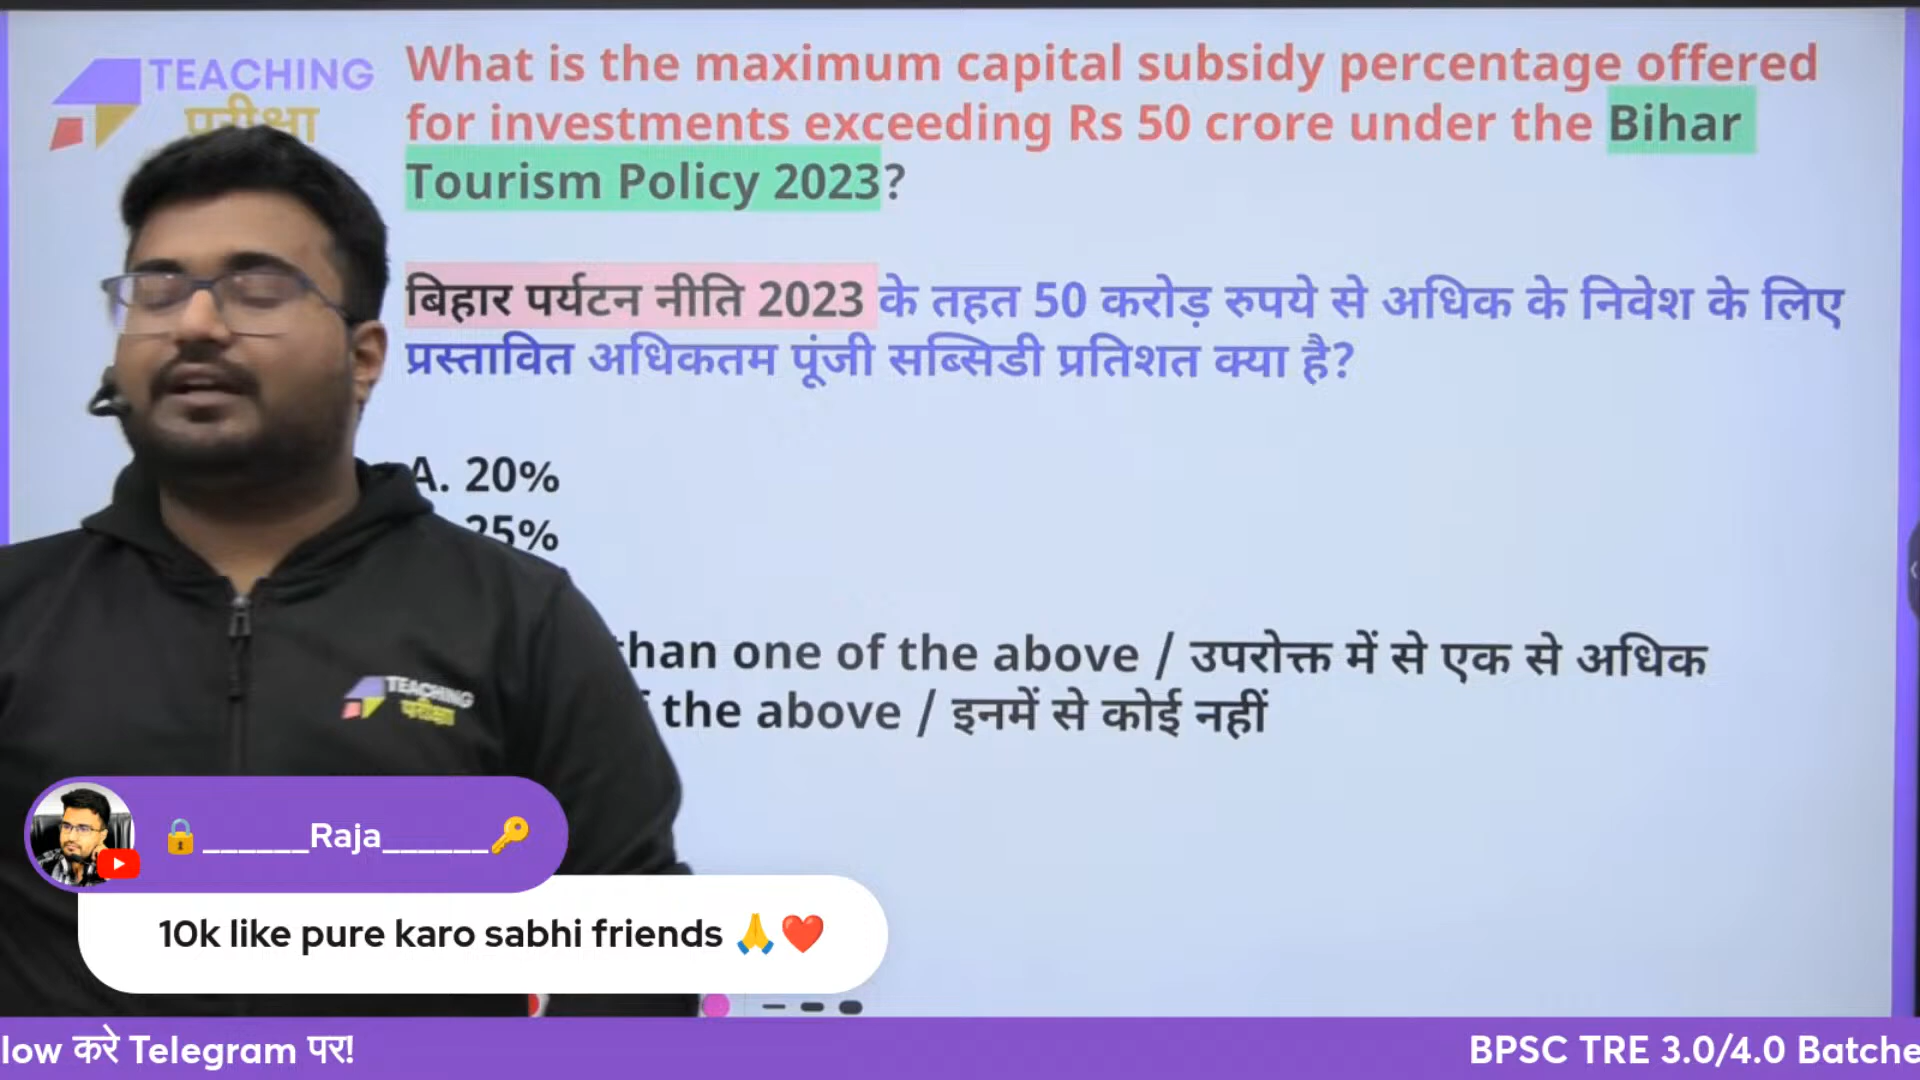 TEACHING
परीक्षा
What is the maximum capital subsidy percentage offered
for investments exceeding Rs 50 crore under the Bihar
Tourism Policy 2023?
बिहार पर्यटन नीति 2023 के तहत 50 करोड़ रुपये से अधिक के निवेश के लिए
प्रस्तावित अधिकतम पूंजी सब्सिडी प्रतिशत क्या है?
A. 20%
25%
than one of the above / उपरोक्त में से एक से अधिक
the above / इनमें से कोई नहीं
TEACHING
परीक्षा
______Raja______
10k like pure karo sabhi friends
low करे Telegram पर!
BPSC TRE 3.0/4.0 Batche